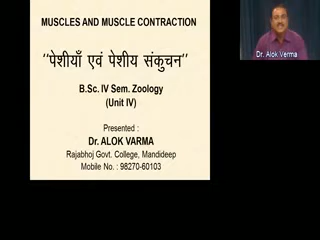 MUSCLES AND MUSCLE CONTRACTION
"पेशीयाँ एवं पेशीय संकुचन"
B.Sc. IV Sem. Zoology
(Unit IV)
Presented :
Dr. ALOK VARMA
Rajabhoj Govt. College, Mandideep
Mobile No. : 98270-60103
Dr. Alok Verma